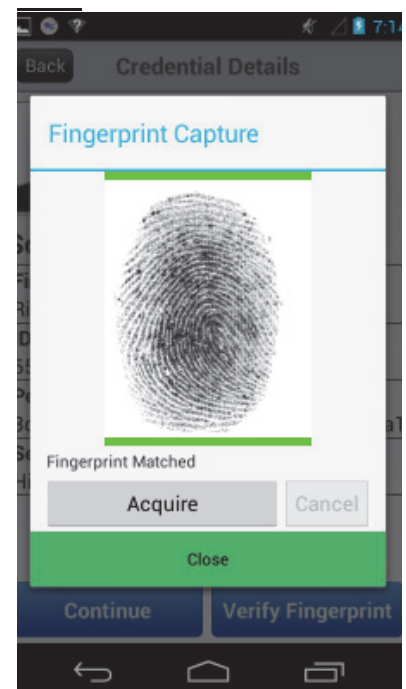 7:14
Back Credential Details
Fingerprint Capture
Fingerprint Matched
Acquire Cancel
Close
Continue Verify Fingerprint